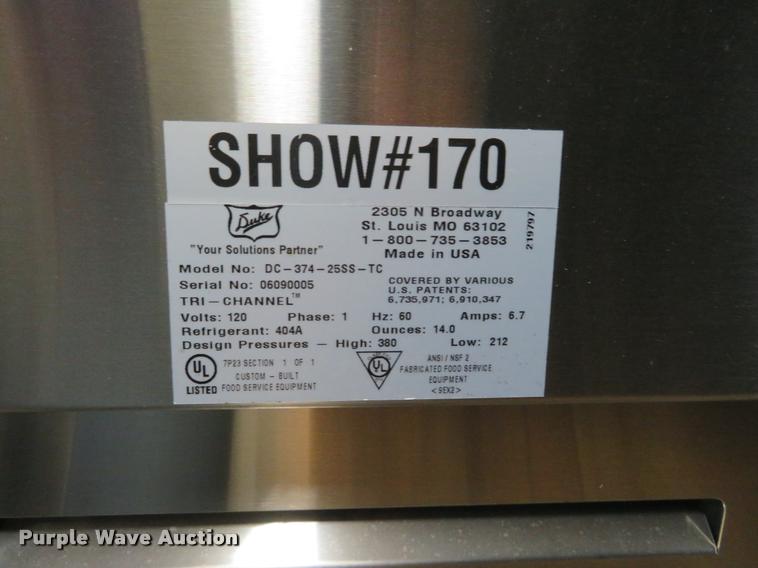 SHOW#170
Duke
"Your Solutions Partner"
2305 N Broadway
St. Louis MO 63102
1-800-735-3853
Made in USA
219797
Model No: DC-374-25SS-TC
Serial No: 06090005
TRI-CHANNEL™
COVERED BY VARIOUS
U.S. PATENTS:
6,735,971; 6,910,347
Volts: 120 Phase: 1 Hz: 60 Amps: 6.7
Refrigerant: 404A Ounces: 14.0
Design Pressures - High: 380 Low: 212
UL
LISTED
7P23 SECTION 1 OF 1
CUSTOM - BUILT
FOOD SERVICE EQUIPMENT
UL
ANSI / NSF 2
FABRICATED FOOD SERVICE
EQUIPMENT
<9EX2>
Purple Wave Auction